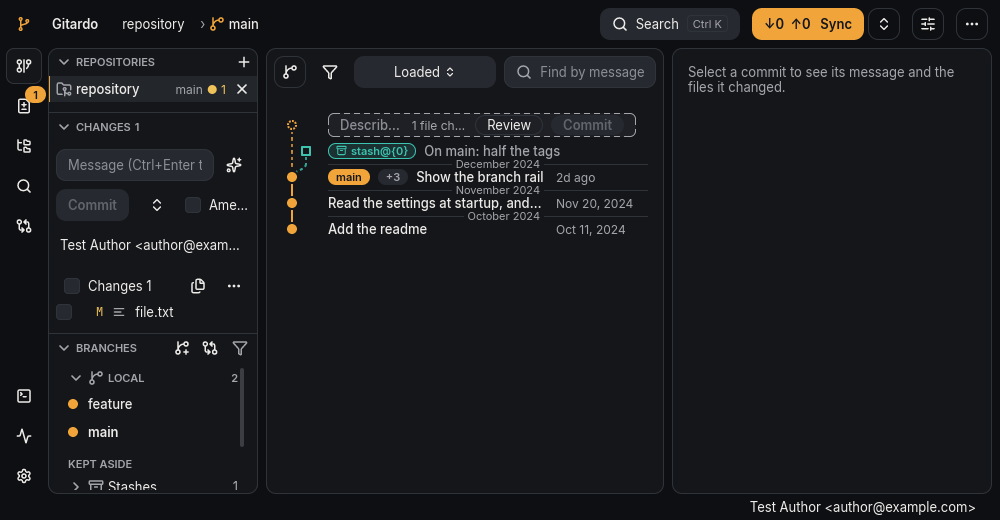 Gitardo repository › main Search Ctrl K ↓0 ↑0 Sync
REPOSITORIES
repository main 1
1
CHANGES 1
Message (Ctrl+Enter t
Commit Ame...
Test Author <author@exam...
Changes 1
M file.txt
BRANCHES
LOCAL 2
feature
main
KEPT ASIDE
Stashes 1
Loaded Find by message
Describ... 1 file ch... Review Commit
stash@{0} On main: half the tags
December 2024
main +3 Show the branch rail 2d ago
November 2024
Read the settings at startup, and... Nov 20, 2024
October 2024
Add the readme Oct 11, 2024
Select a commit to see its message and the
files it changed.
Test Author <author@example.com>